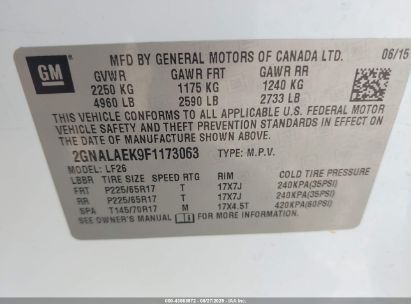 MFD BY GENERAL MOTORS OF CANADA LTD. 06/15
GM
GVWR GAWR FRT GAWR RR
2250 KG 1175 KG 1240 KG
4960 LB 2590 LB 2733 LB
THIS VEHICLE CONFORMS TO ALL APPLICABLE U.S. FEDERAL
MOTOR VEHICLE SAFETY, BUMPER, AND THEFT
PREVENTION STANDARDS IN EFFECT ON
THE DATE OF MANUFACTURE SHOWN ABOVE.
2GNALAEK9F1173063 TYPE: M.P.V.
MODEL: LF26
LBBR TIRE SIZE SPEED RTG RIM COLD TIRE PRESSURE
FRT P225/65R17 T 17X7J 240KPA(35PSI)
RR P225/65R17 T 17X7J 240KPA(35PSI)
SPA T145/70R17 M 17X4.5T 420KPA(60PSI)
SEE OWNER'S MANUAL FOR MORE INFORMATION.